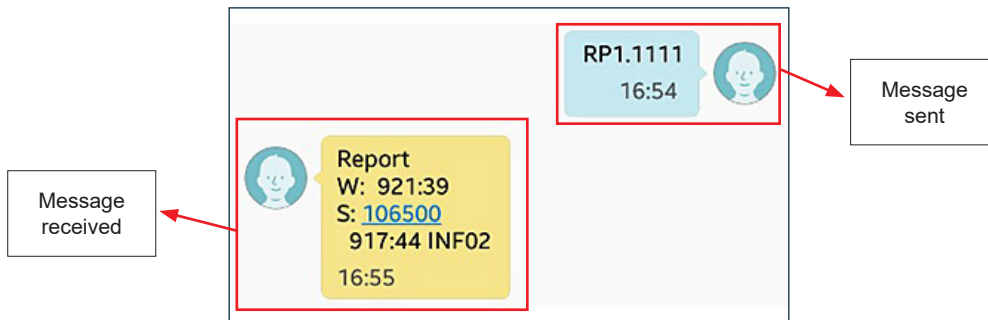 RP1.1111
16:54
Message
sent
Report
W: 921:39
S: 106500
917:44 INF02
16:55
Message
received